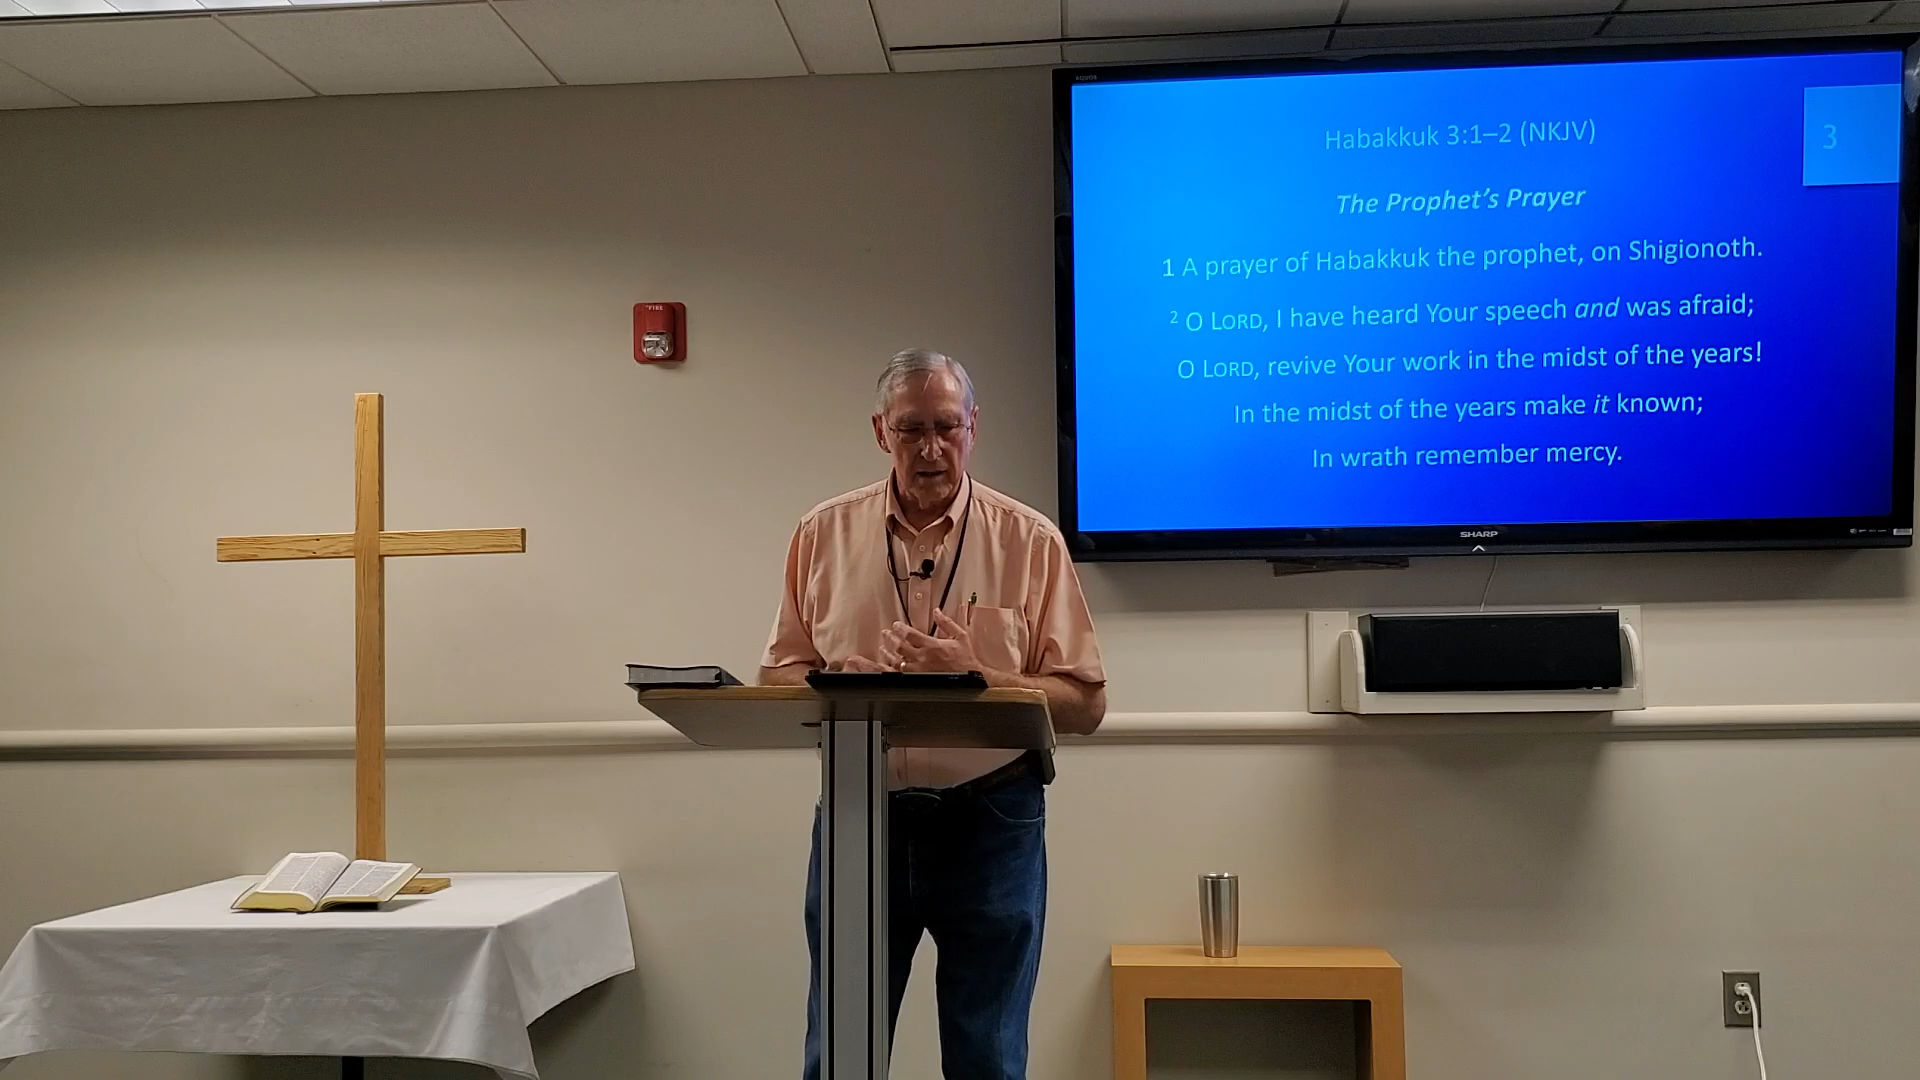 Habakkuk 3:1–2 (NKJV)
3
The Prophet's Prayer
1 A prayer of Habakkuk the prophet, on Shigionoth.
2 O LORD, I have heard Your speech and was afraid;
O LORD, revive Your work in the midst of the years!
In the midst of the years make it known;
In wrath remember mercy.
SHARP
FIRE